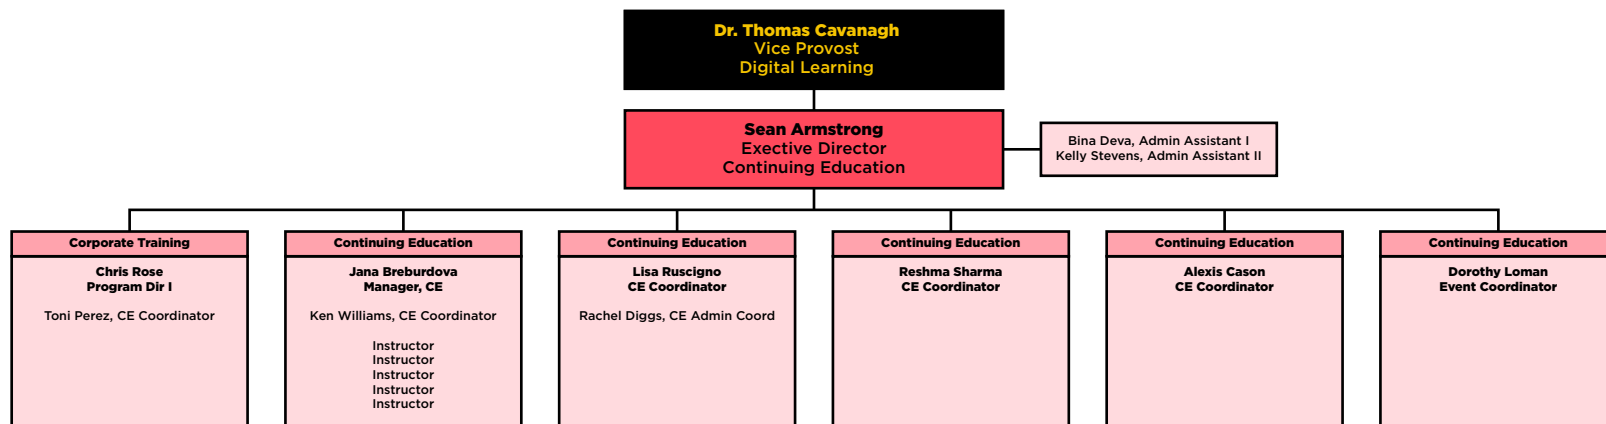 Dr. Thomas Cavanagh
Vice Provost
Digital Learning
Sean Armstrong
Exective Director
Continuing Education
Bina Deva, Admin Assistant I
Kelly Stevens, Admin Assistant II
Corporate Training
Chris Rose
Program Dir I
Toni Perez, CE Coordinator
Continuing Education
Jana Breburdova
Manager, CE
Ken Williams, CE Coordinator
Instructor
Instructor
Instructor
Instructor
Instructor
Continuing Education
Lisa Ruscigno
CE Coordinator
Rachel Diggs, CE Admin Coord
Continuing Education
Reshma Sharma
CE Coordinator
Continuing Education
Alexis Cason
CE Coordinator
Continuing Education
Dorothy Loman
Event Coordinator